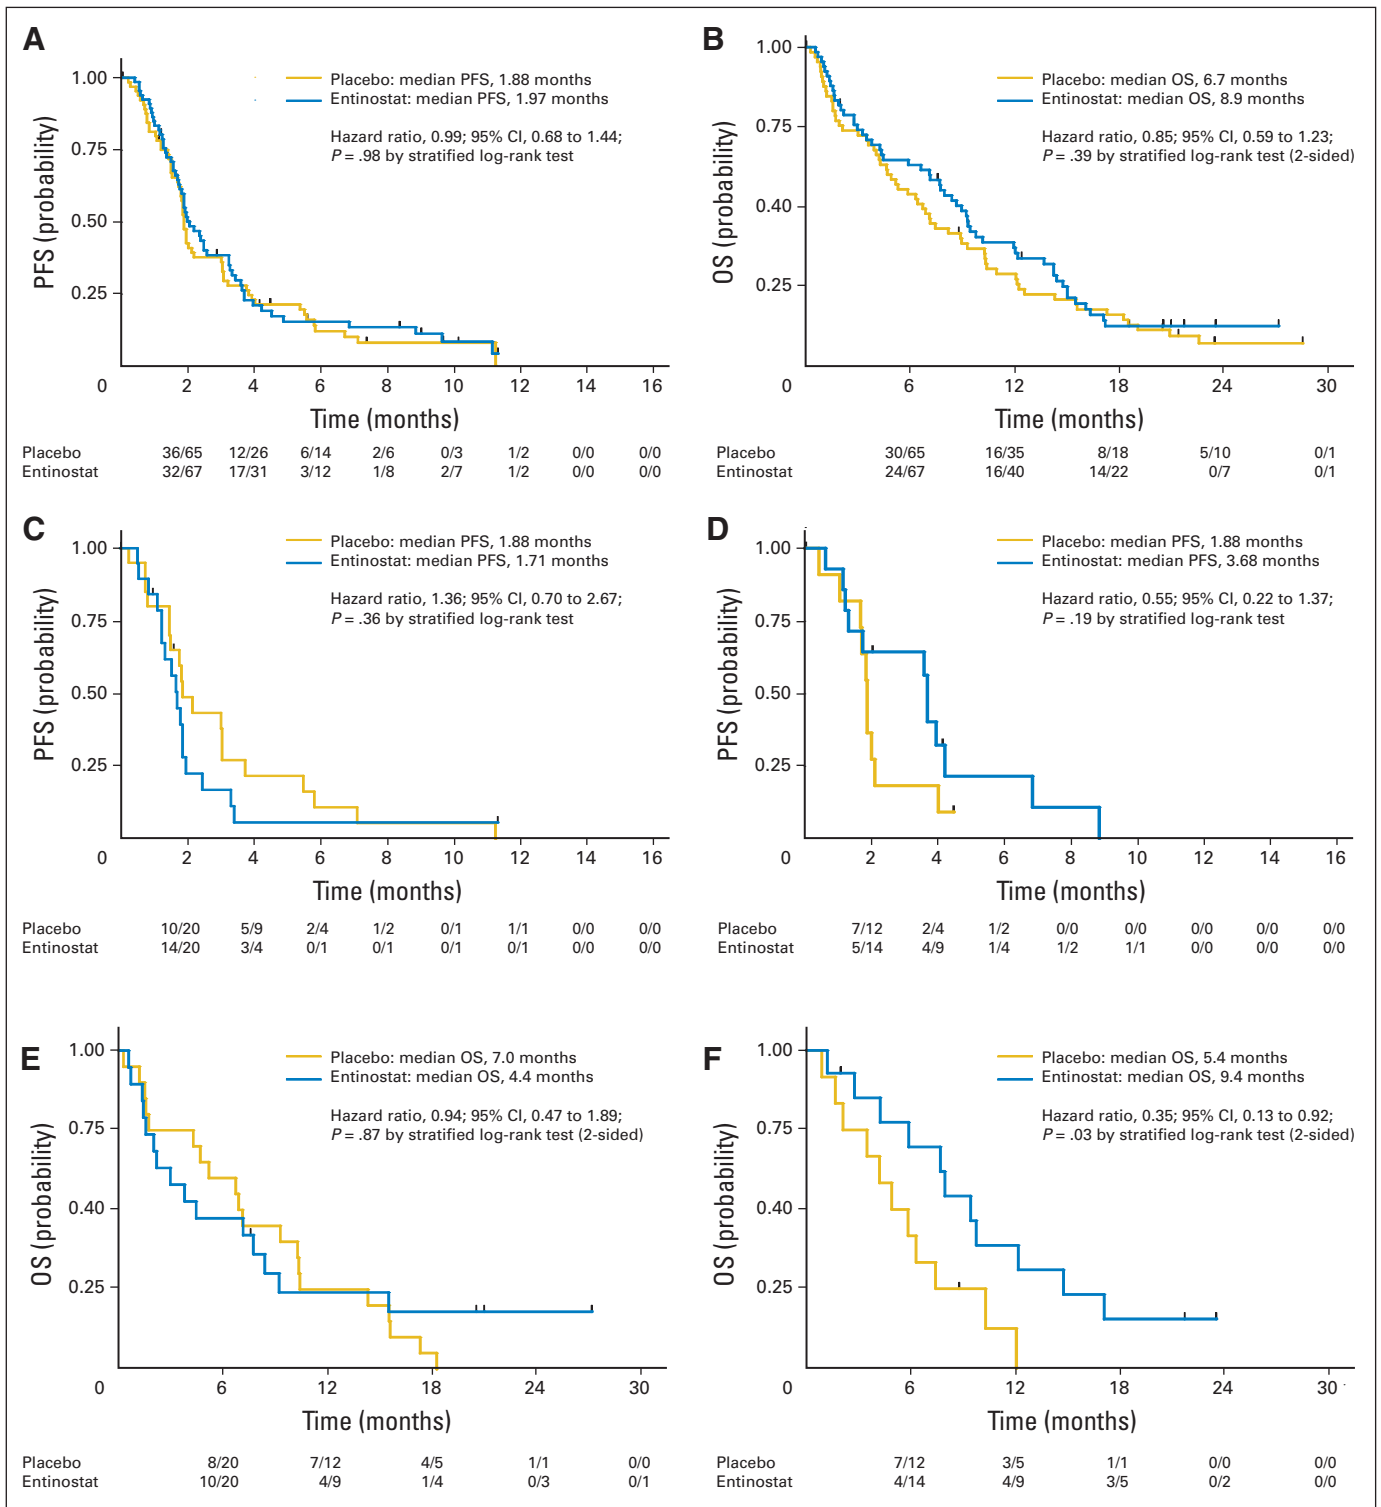 A
PFS (probability)
1.00
0.75
0.50
0.25
0 2 4 6 8 10 12 14 16
Time (months)
Placebo: median PFS, 1.88 months
Entinostat: median PFS, 1.97 months
Hazard ratio, 0.99; 95% CI, 0.68 to 1.44;
P = .98 by stratified log-rank test
Placebo 36/65 12/26 6/14 2/6 0/3 1/2 0/0 0/0
Entinostat 32/67 17/31 3/12 1/8 2/7 1/2 0/0 0/0
B
OS (probability)
1.00
0.75
0.40
0.25
0 6 12 18 24 30
Time (months)
Placebo: median OS, 6.7 months
Entinostat: median OS, 8.9 months
Hazard ratio, 0.85; 95% CI, 0.59 to 1.23;
P = .39 by stratified log-rank test (2-sided)
Placebo 30/65 16/35 8/18 5/10 0/1
Entinostat 24/67 16/40 14/22 0/7 0/1
C
PFS (probability)
1.00
0.75
0.50
0.25
0 2 4 6 8 10 12 14 16
Time (months)
Placebo: median PFS, 1.88 months
Entinostat: median PFS, 1.71 months
Hazard ratio, 1.36; 95% CI, 0.70 to 2.67;
P = .36 by stratified log-rank test
Placebo 10/20 5/9 2/4 1/2 0/1 1/1 0/0 0/0
Entinostat 14/20 3/4 0/1 0/1 0/1 0/1 0/0 0/0
D
PFS (probability)
1.00
0.75
0.50
0.25
0 2 4 6 8 10 12 14 16
Time (months)
Placebo: median PFS, 1.88 months
Entinostat: median PFS, 3.68 months
Hazard ratio, 0.55; 95% CI, 0.22 to 1.37;
P = .19 by stratified log-rank test
Placebo 7/12 2/4 1/2 0/0 0/0 0/0 0/0 0/0
Entinostat 5/14 4/9 1/4 1/2 1/1 0/0 0/0 0/0
E
OS (probability)
1.00
0.75
0.40
0.25
0 6 12 18 24 30
Time (months)
Placebo: median OS, 7.0 months
Entinostat: median OS, 4.4 months
Hazard ratio, 0.94; 95% CI, 0.47 to 1.89;
P = .87 by stratified log-rank test (2-sided)
Placebo 8/20 7/12 4/5 1/1 0/0
Entinostat 10/20 4/9 1/4 0/3 0/1
F
OS (probability)
1.00
0.75
0.40
0.25
0 6 12 18 24 30
Time (months)
Placebo: median OS, 5.4 months
Entinostat: median OS, 9.4 months
Hazard ratio, 0.35; 95% CI, 0.13 to 0.92;
P = .03 by stratified log-rank test (2-sided)
Placebo 7/12 3/5 1/1 0/0 0/0
Entinostat 4/14 4/9 3/5 0/2 0/0